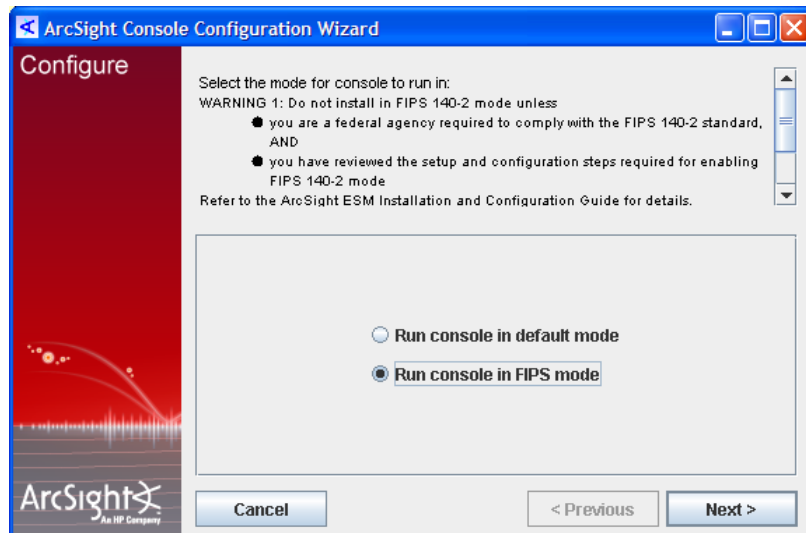 ArcSight Console Configuration Wizard
Configure
Select the mode for console to run in:
WARNING 1: Do not install in FIPS 140-2 mode unless
● you are a federal agency required to comply with the FIPS 140-2 standard,
AND
● you have reviewed the setup and configuration steps required for enabling
FIPS 140-2 mode
Refer to the ArcSight ESM Installation and Configuration Guide for details.
Run console in default mode
Run console in FIPS mode
ArcSight
An HP Company
Cancel
< Previous
Next >